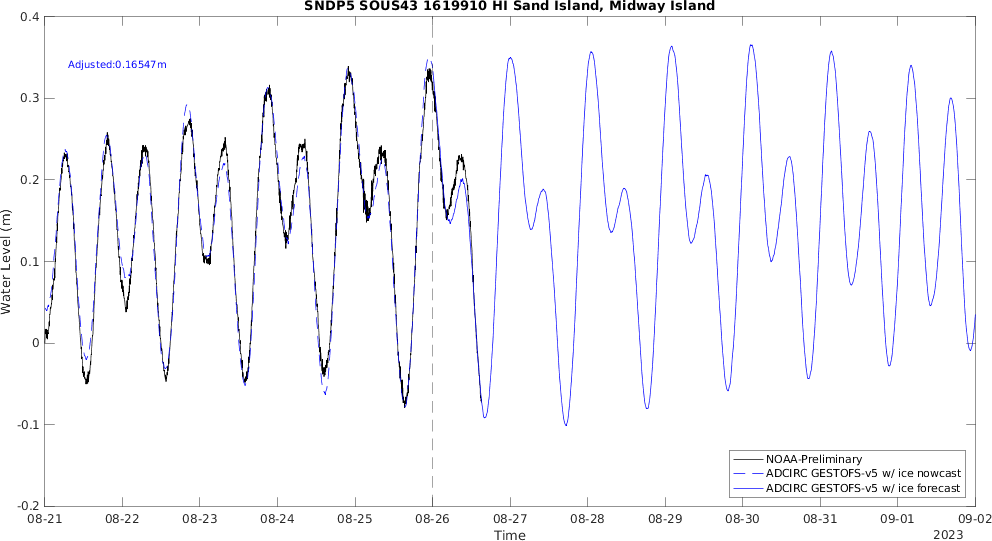 SNDP5 SOUS43 1619910 HI Sand Island, Midway Island
Adjusted:0.16547m
Water Level (m)
0.4
0.3
0.2
0.1
0
-0.1
-0.2
NOAA-Preliminary
ADCIRC GESTOFS-v5 w/ ice nowcast
ADCIRC GESTOFS-v5 w/ ice forecast
08-21 08-22 08-23 08-24 08-25 08-26 08-27 08-28 08-29 08-30 08-31 09-01 09-02
Time
2023